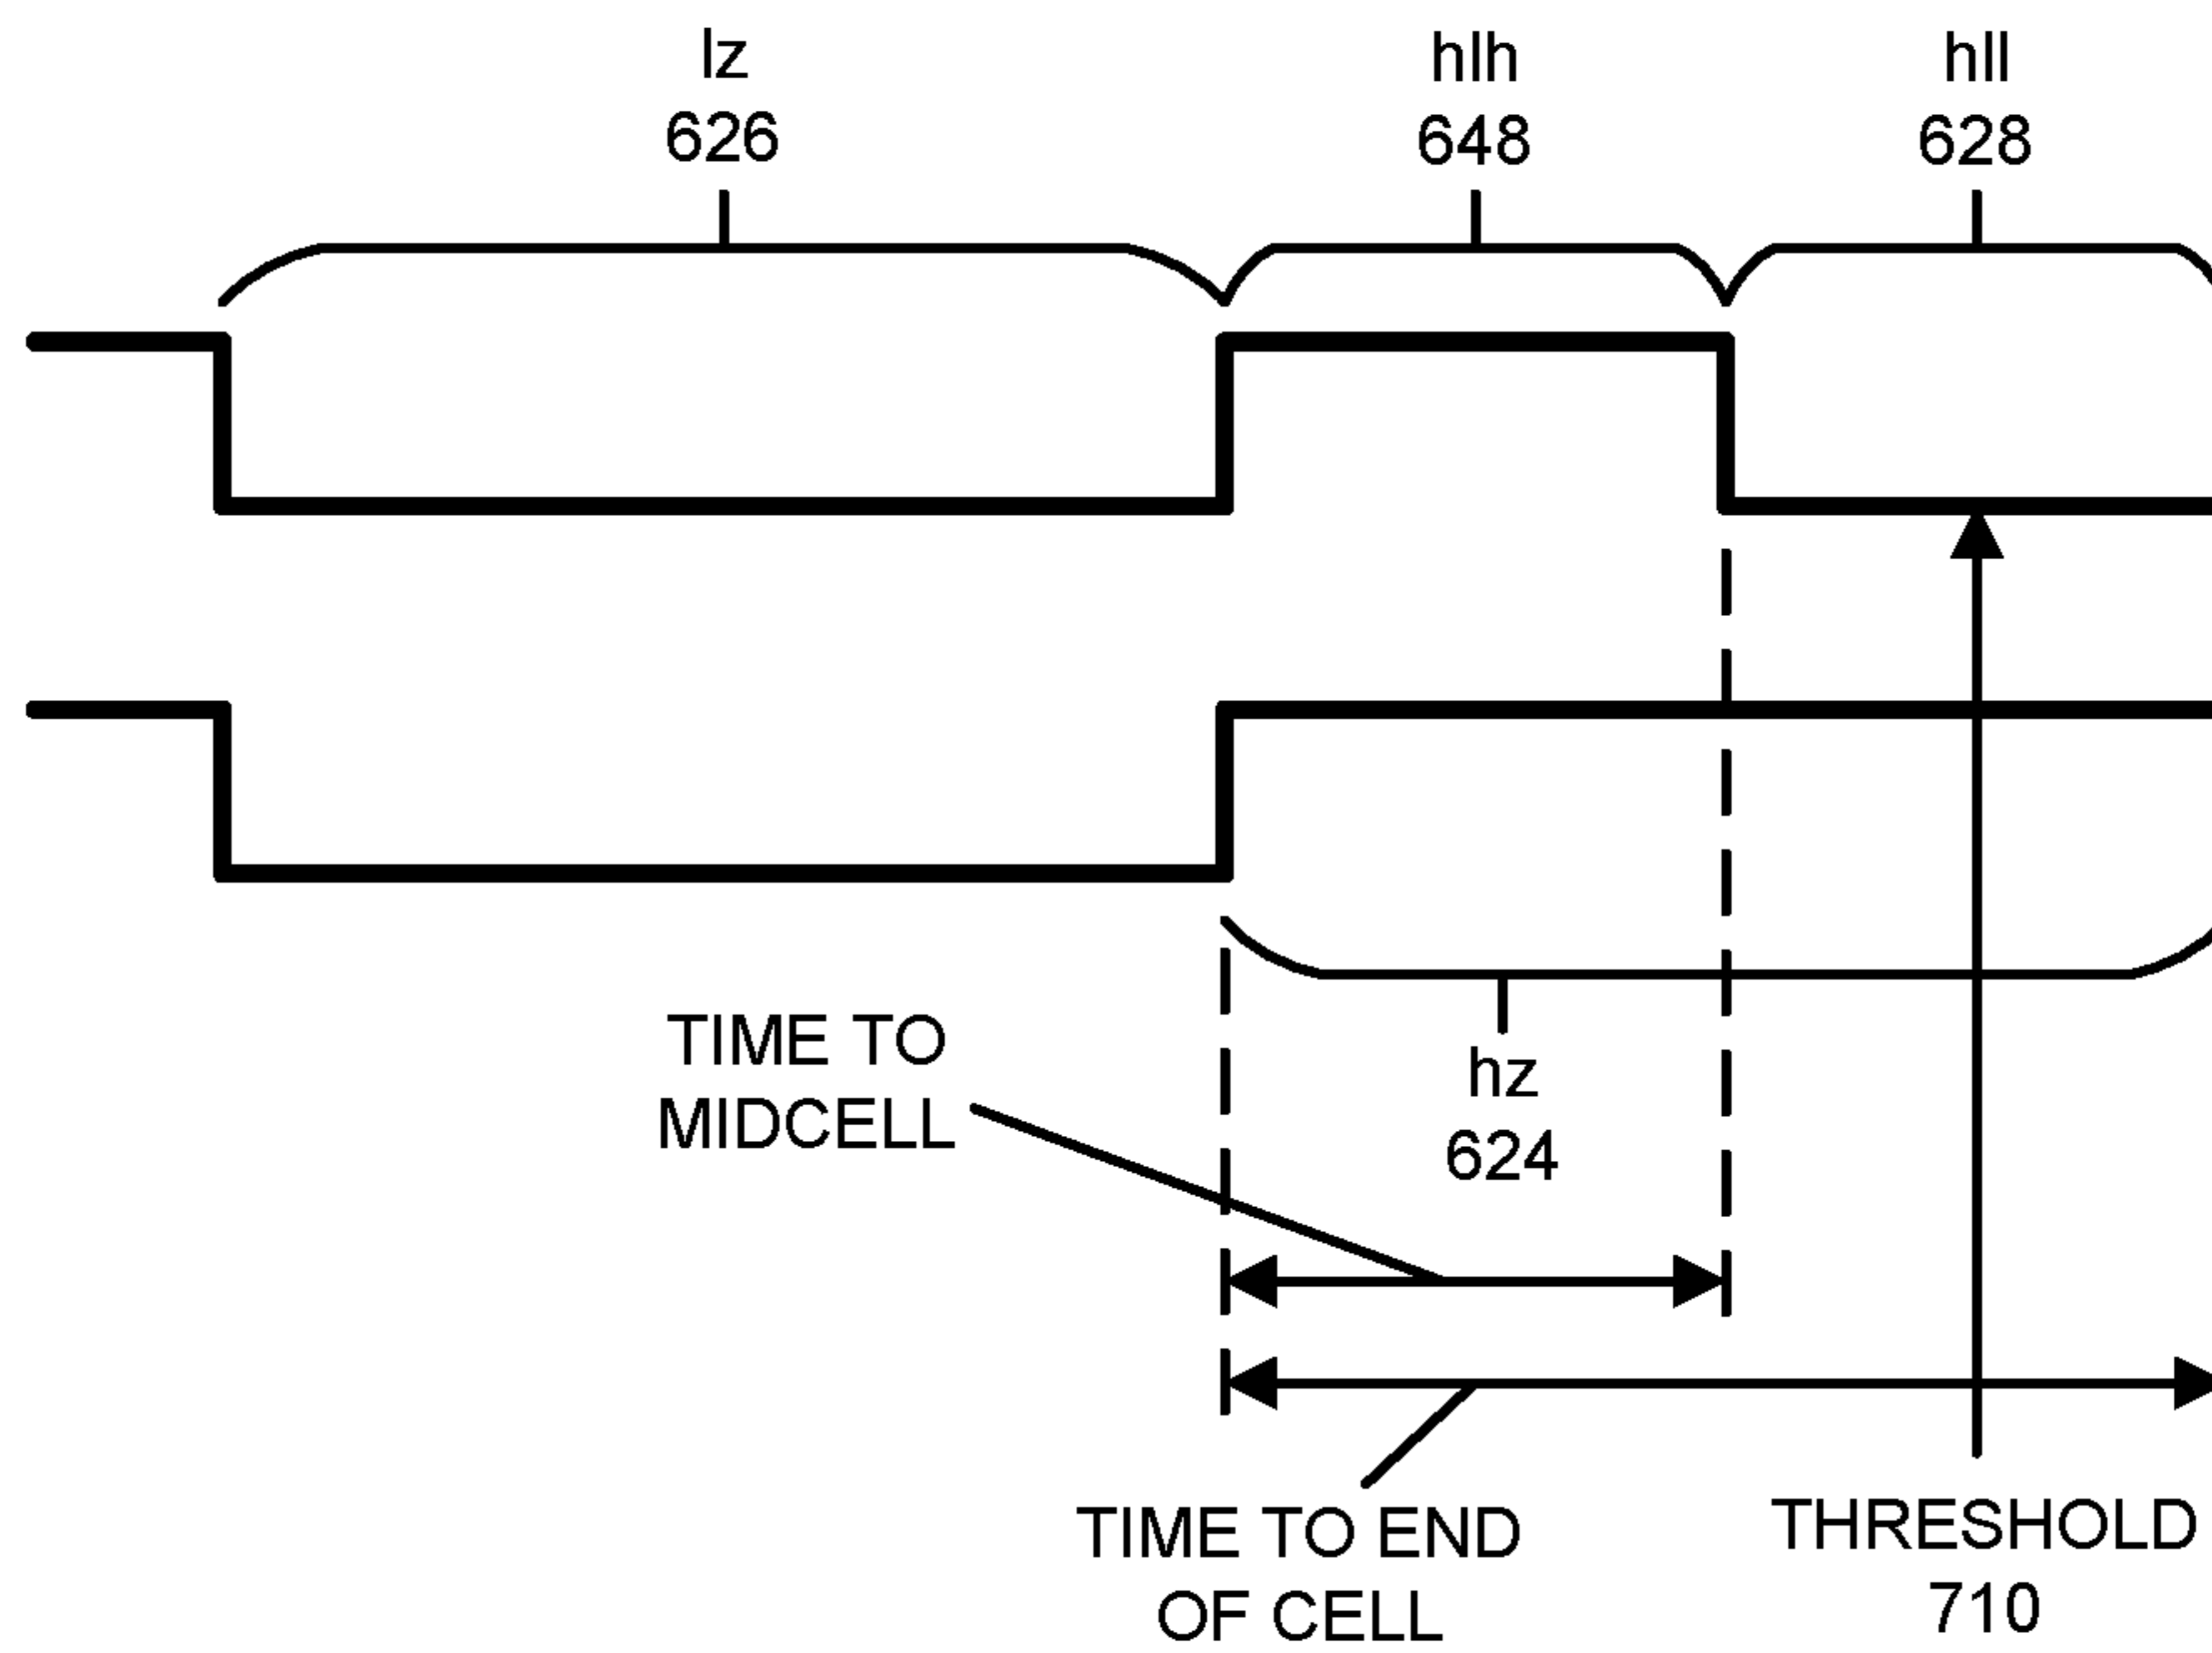 lz
626
hlh
648
hll
628
TIME TO
MIDCELL
hz
624
TIME TO END
OF CELL
THRESHOLD
710